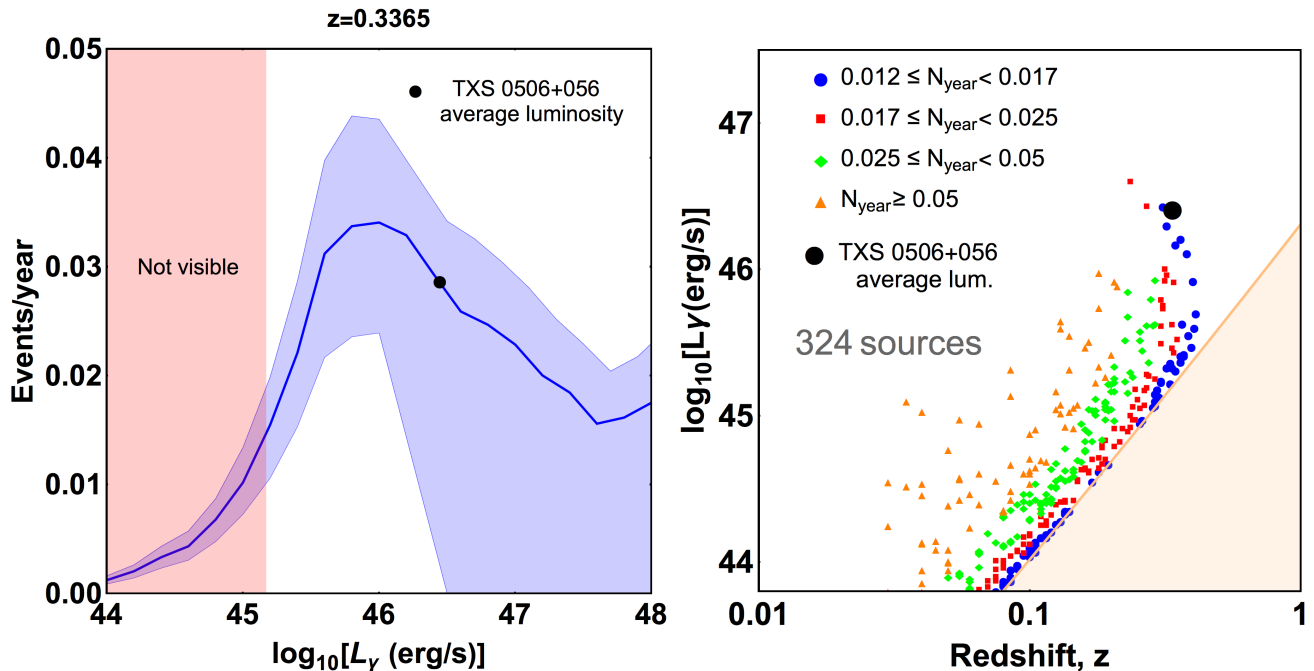 z=0.3365
0.05
0.04
0.03
0.02
0.01
0.00
Events/year
Not visible
TXS 0506+056
average luminosity
44
45
46
47
48
log₁₀[Lᵧ (erg/s)]
0.012 ≤ Nyear< 0.017
0.017 ≤ Nyear< 0.025
0.025 ≤ Nyear< 0.05
Nyear≥ 0.05
TXS 0506+056
average lum.
324 sources
47
46
45
44
log₁₀[Lγ(erg/s)]
0.01
0.1
1
Redshift, z